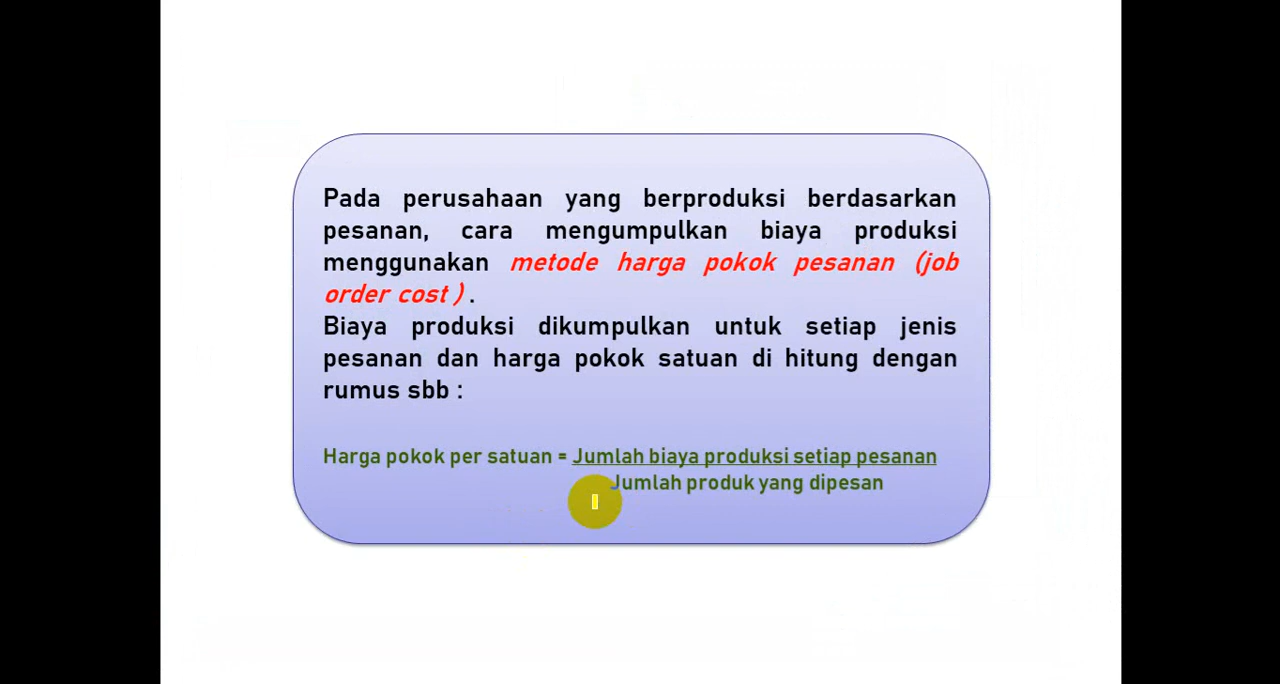 Pada perusahaan yang berproduksi berdasarkan
pesanan, cara mengumpulkan biaya produksi
menggunakan metode harga pokok pesanan (job
order cost ) .
Biaya produksi dikumpulkan untuk setiap jenis
pesanan dan harga pokok satuan di hitung dengan
rumus sbb :
Harga pokok per satuan = Jumlah biaya produksi setiap pesanan
Jumlah produk yang dipesan